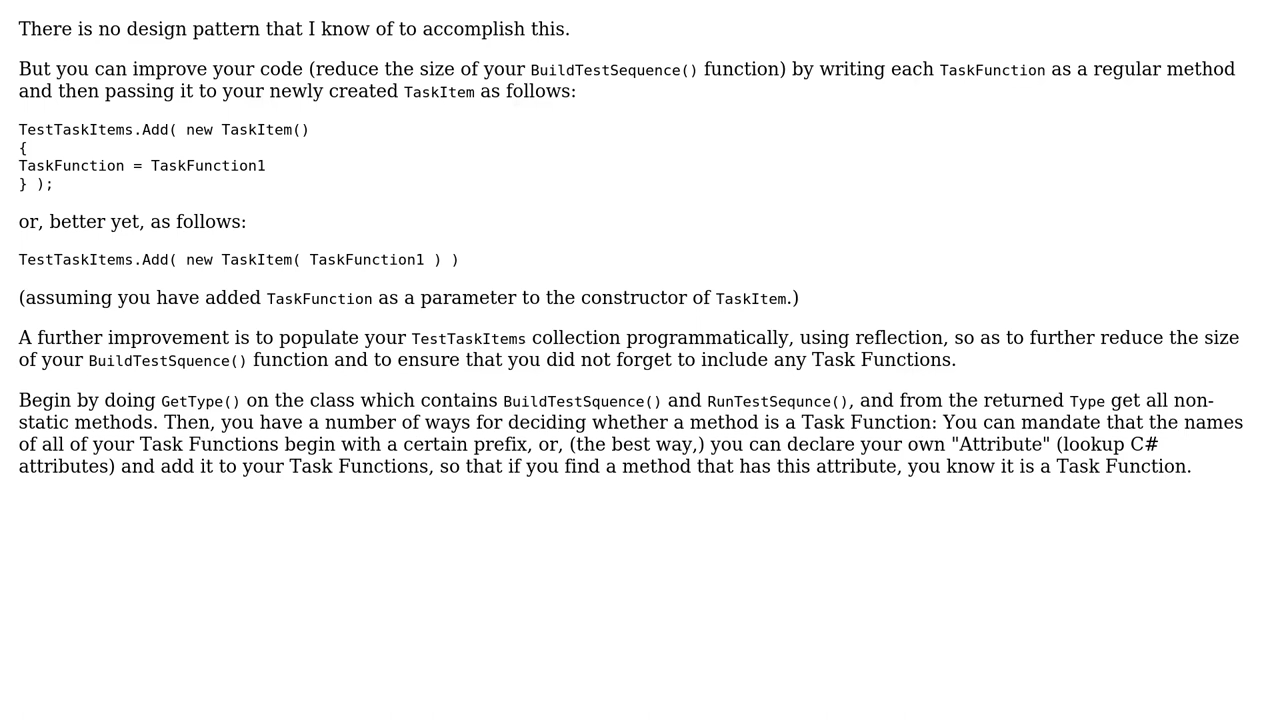 There is no design pattern that I know of to accomplish this.
But you can improve your code (reduce the size of your BuildTestSequence() function) by writing each TaskFunction as a regular method
and then passing it to your newly created TaskItem as follows:
TestTaskItems.Add( new TaskItem()
{
TaskFunction = TaskFunction1
} );
or, better yet, as follows:
TestTaskItems.Add( new TaskItem( TaskFunction1 ) )
(assuming you have added TaskFunction as a parameter to the constructor of TaskItem.)
A further improvement is to populate your TestTaskItems collection programmatically, using reflection, so as to further reduce the size
of your BuildTestSquence() function and to ensure that you did not forget to include any Task Functions.
Begin by doing GetType() on the class which contains BuildTestSquence() and RunTestSequnce(), and from the returned Type get all non-
static methods. Then, you have a number of ways for deciding whether a method is a Task Function: You can mandate that the names
of all of your Task Functions begin with a certain prefix, or, (the best way,) you can declare your own "Attribute" (lookup C#
attributes) and add it to your Task Functions, so that if you find a method that has this attribute, you know it is a Task Function.